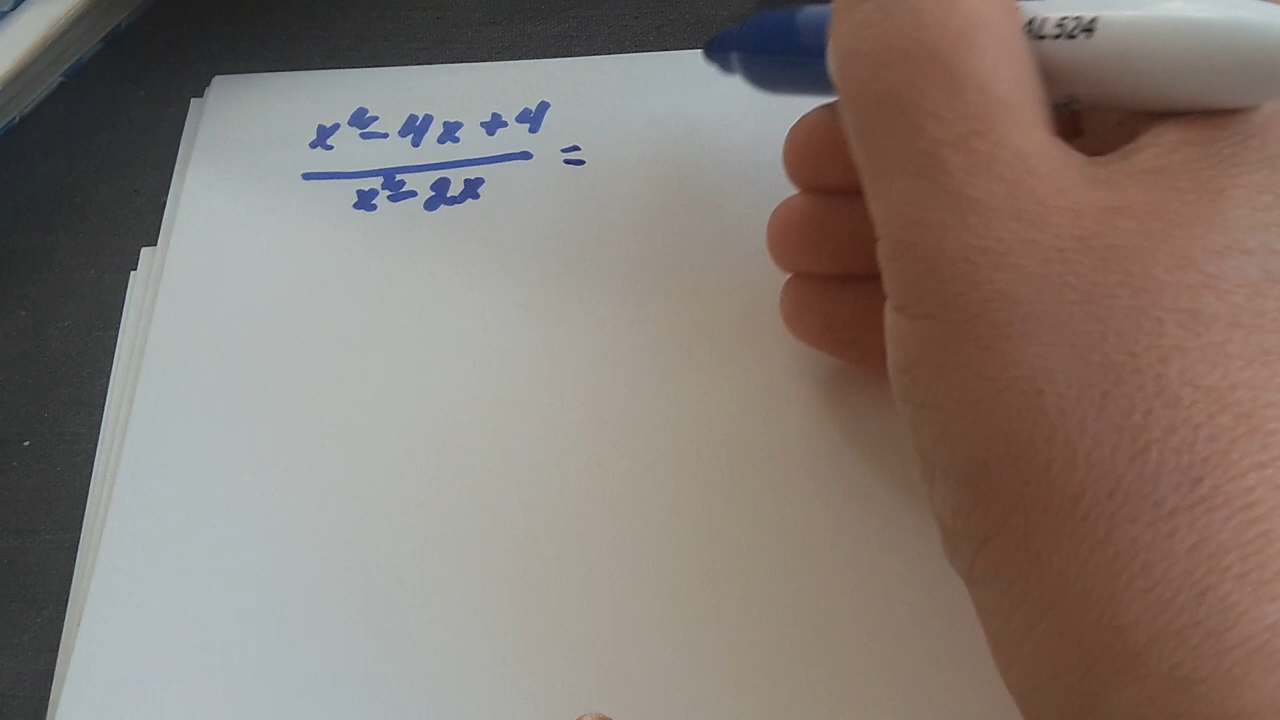 AL524
x² - 4x + 4
x² - 2x
=